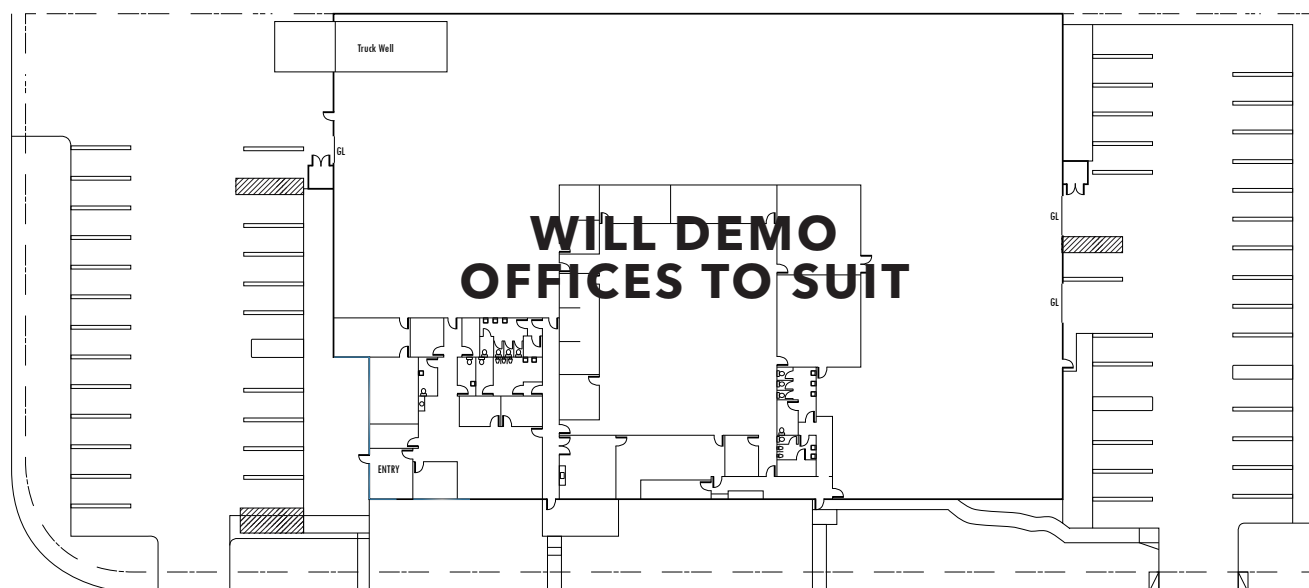 Truck Well
GL
GL
WILL DEMO
OFFICES TO SUIT
GL
ENTRY